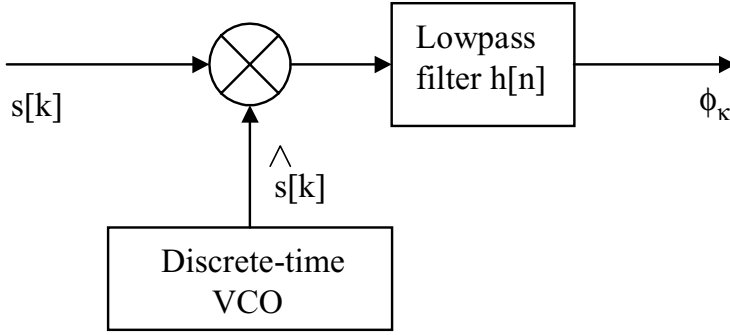 Lowpass
filter h[n]
s[k]
ϕκ
^
s[k]
Discrete-time
VCO